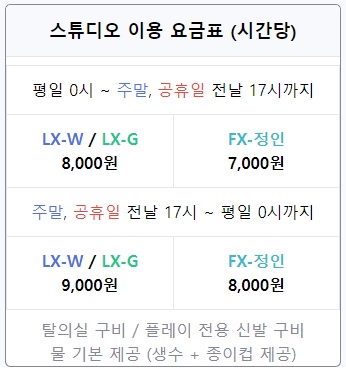 스튜디오 이용 요금표 (시간당)
평일 0시 ~ 주말, 공휴일 전날 17시까지
LX-W / LX-G FX-정인
8,000원 7,000원
주말, 공휴일 전날 17시 ~ 평일 0시까지
LX-W / LX-G FX-정인
9,000원 8,000원
탈의실 구비 / 플레이 전용 신발 구비
물 기본 제공 (생수 + 종이컵 제공)